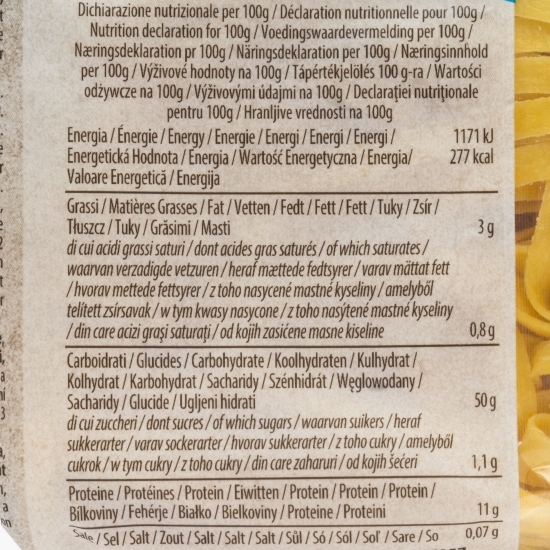 Dichiarazione nutrizionale per 100g / Déclaration nutritionnelle pour 100g /
Nutrition declaration for 100g / Voedingswaardevermelding per 100g /
Næringsdeklaration pr 100g / Näringsdeklaration per 100g / Næringsinnhold
per 100g / Výživové hodnoty na 100g / Tápértékjelölés 100 g-ra / Wartości
odżywcze na 100g / Výživovými údajmi na 100g / Declaraţiei nutriţionale
pentru 100g / Hranljive vrednosti na 100g
Energia / Énergie / Energy / Energie / Energi / Energi / Energi / 1171 kJ
Energetická Hodnota / Energia / Wartość Energetyczna / Energia/ 277 kcal
Valoare Energetică / Energija
Grassi / Matières Grasses / Fat / Vetten / Fedt / Fett / Fett / Tuky / Zsír /
Tłuszcz / Tuky / Grăsimi / Masti 3 g
di cui acidi grassi saturi / dont acides gras saturés / of which saturates /
waarvan verzadigde vetzuren / heraf mættede fedtsyrer / varav mättat fett
/ hvorav mettede fettsyrer / z toho nasycené mastné kyseliny / amelyből
telített zsírsavak / w tym kwasy nasycone / z toho nasýtené mastné kyseliny
/ din care acizi graşi saturaţi / od kojih zasićene masne kiseline 0,8 g
Carboidrati / Glucides / Carbohydrate / Koolhydraten / Kulhydrat /
Kolhydrat / Karbohydrat / Sacharidy / Szénhidrát / Węglowodany /
Sacharidy / Glucide / Ugljeni hidrati 50 g
di cui zuccheri / dont sucres / of which sugars / waarvan suikers / heraf
sukkerarter / varav sockerarter / hvorav sukkerarter / z toho cukry / amelyből
cukrok / w tym cukry / z toho cukry / din care zaharuri / od kojih šećeri 1,1 g
Proteine / Protéines / Protein / Eiwitten / Protein / Protein / Protein /
Bílkoviny / Fehérje / Białko / Bielkoviny / Proteine / Proteini 11 g
Sale / Sel / Salt / Zout / Salt / Salt / Salt / Sůl / Só / Sól / Soľ / Sare / So 0,07 g